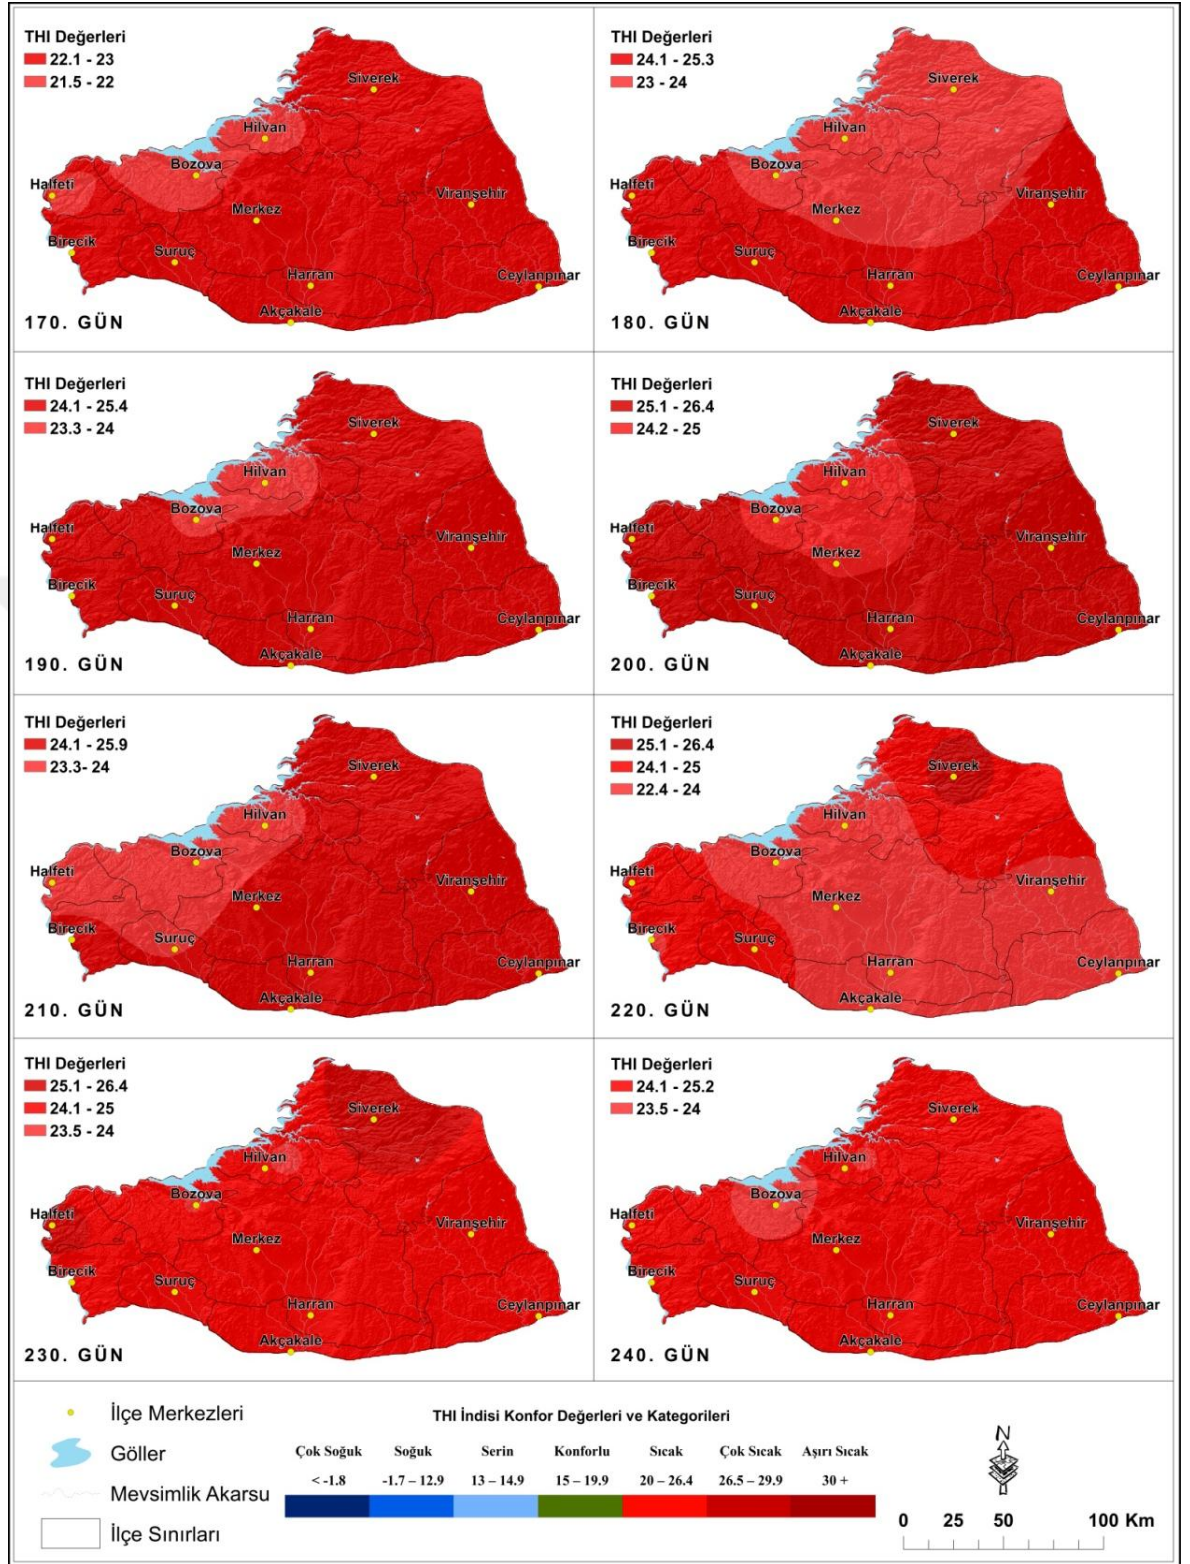 THI Değerleri
22.1 - 23
21.5 - 22
Siverek
Hilvan
Bozova
Halfeti
Viranşehir
Merkez
Birecik
Suruç
Harran
Ceylanpınar
Akçakale
170. GÜN
THI Değerleri
24.1 - 25.3
23 - 24
Siverek
Hilvan
Bozova
Halfeti
Viranşehir
Merkez
Birecik
Suruç
Harran
Ceylanpınar
Akçakale
180. GÜN
THI Değerleri
24.1 - 25.4
23.3 - 24
Siverek
Hilvan
Bozova
Halfeti
Viranşehir
Merkez
Birecik
Suruç
Harran
Ceylanpınar
Akçakale
190. GÜN
THI Değerleri
25.1 - 26.4
24.2 - 25
Siverek
Hilvan
Bozova
Halfeti
Viranşehir
Merkez
Birecik
Suruç
Harran
Ceylanpınar
Akçakale
200. GÜN
THI Değerleri
24.1 - 25.9
23.3- 24
Siverek
Hilvan
Bozova
Halfeti
Viranşehir
Merkez
Birecik
Suruç
Harran
Ceylanpınar
Akçakale
210. GÜN
THI Değerleri
25.1 - 26.4
24.1 - 25
22.4 - 24
Siverek
Hilvan
Bozova
Halfeti
Viranşehir
Merkez
Birecik
Suruç
Harran
Ceylanpınar
Akçakale
220. GÜN
THI Değerleri
25.1 - 26.4
24.1 - 25
23.5 - 24
Siverek
Hilvan
Bozova
Halfeti
Viranşehir
Merkez
Birecik
Suruç
Harran
Ceylanpınar
Akçakale
230. GÜN
THI Değerleri
24.1 - 25.2
23.5 - 24
Siverek
Hilvan
Bozova
Halfeti
Viranşehir
Merkez
Birecik
Suruç
Harran
Ceylanpınar
Akçakale
240. GÜN
İlçe Merkezleri
Göller
Mevsimlik Akarsu
İlçe Sınırları
THI İndisi Konfor Değerleri ve Kategorileri
Çok Soğuk Soğuk Serin Konforlu Sıcak Çok Sıcak Aşırı Sıcak
< -1.8 -1.7 – 12.9 13 – 14.9 15 – 19.9 20 – 26.4 26.5 – 29.9 30 +
N
0 25 50 100 Km